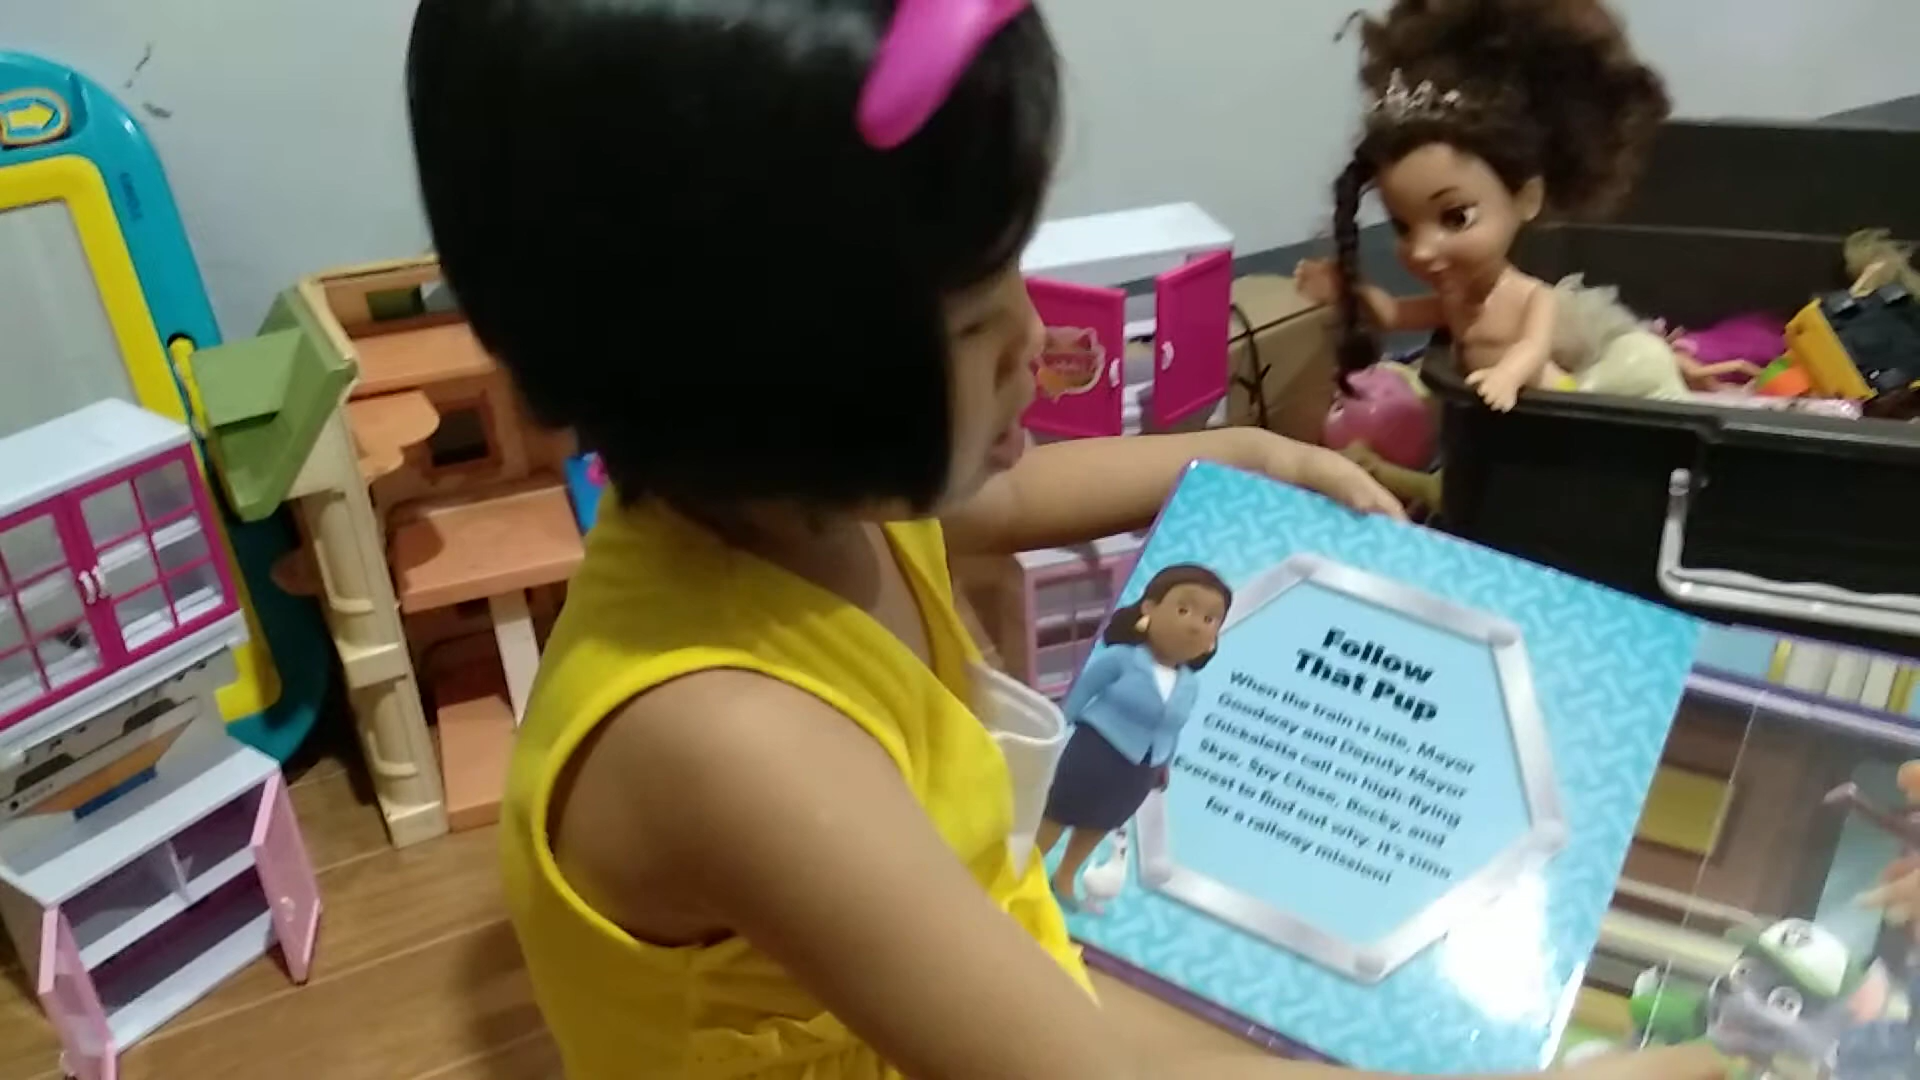 Follow
That Pup
When the train is late, Mayor
Goodway and Deputy Mayor
Chickaletta call on high-flying
Skye, Spy Chase, Rocky, and
Everest to find out why. It's time
for a railway mission!